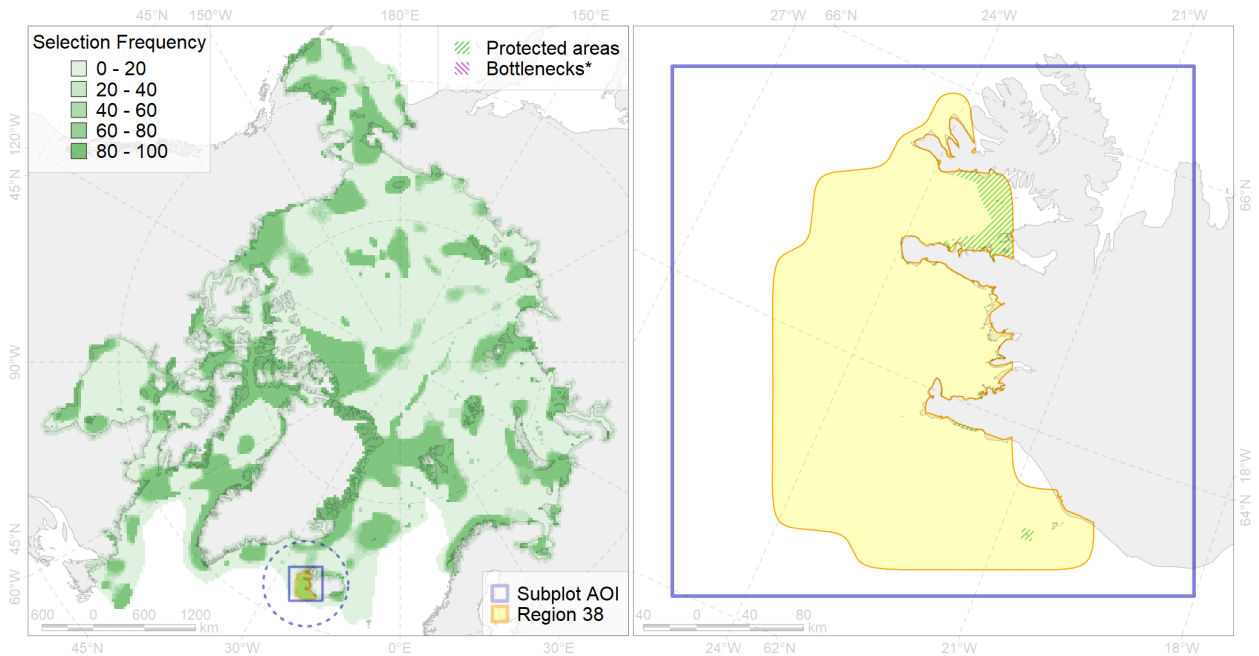 45°N 150°W 180°E 150°E
27°W 66°N 24°W 21°W
Selection Frequency
0 - 20
20 - 40
40 - 60
60 - 80
80 - 100
Protected areas
Bottlenecks*
120°W
45°N
90°W
45°N
60°W
66°N
18°W
64°N
Subplot AOI
Region 38
600 0 600 1200
km
40 0 40 80
km
45°N 30°W 0°E 30°E
24°W 62°N 21°W 18°W